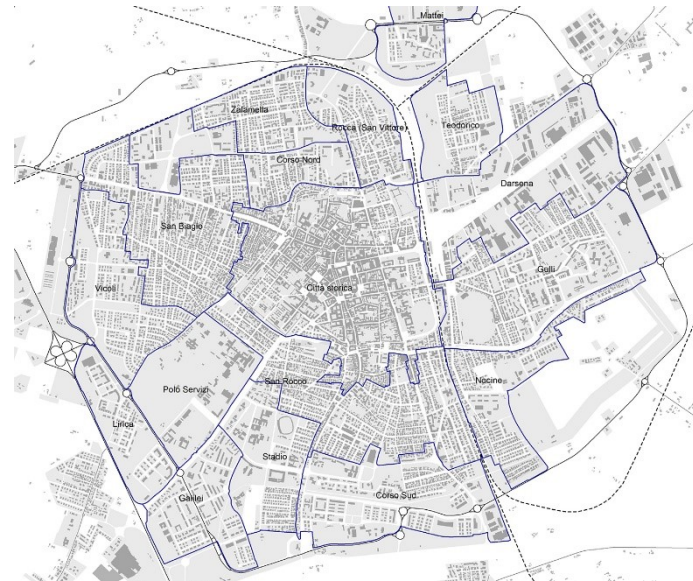 Mattei
Zalamella
Rocca (San Vittore)
Teodorico
Corso Nord
Darsena
San Biagio
Gulli
Vicoli
Città storica
Nocine
San Rocco
Polo Servizi
Lirica
Stadio
Galilei
Corso Sud